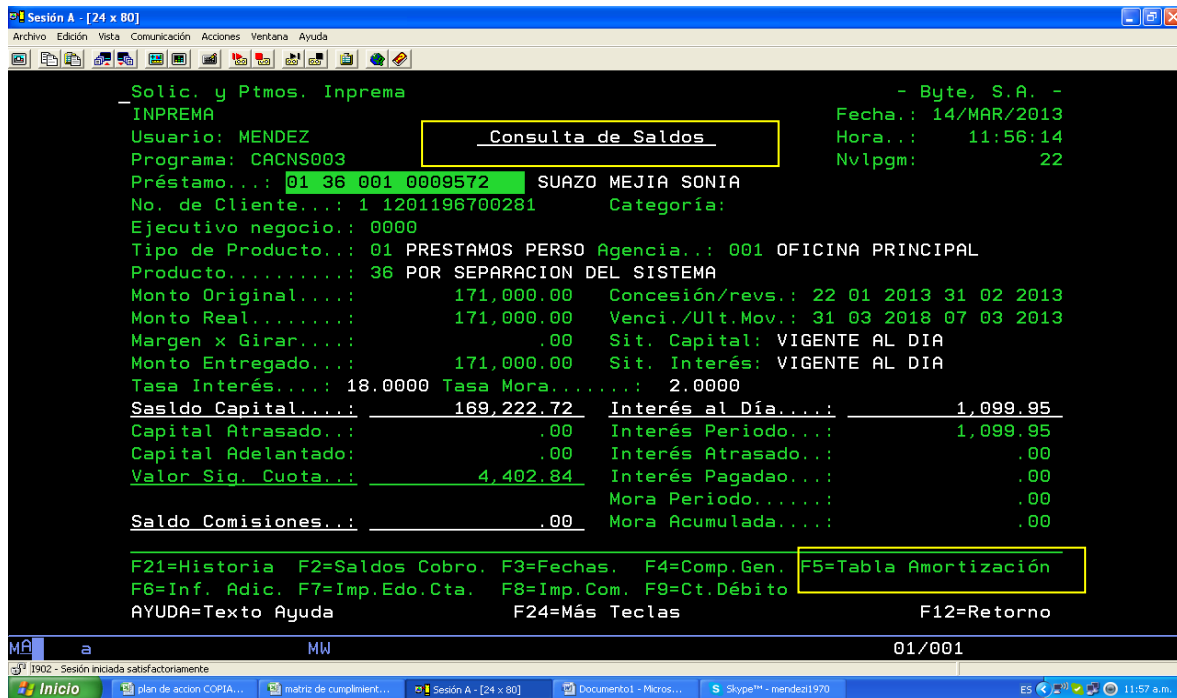 Sesión A - [24 x 80]
Archivo Edición Vista Comunicación Acciones Ventana Ayuda
Solic. y Ptmos. Inprema - Byte, S.A. -
INPREMA Fecha.: 14/MAR/2013
Usuario: MENDEZ Consulta de Saldos Hora..: 11:56:14
Programa: CACNS003 Nvlpgm: 22
Préstamo...: 01 36 001 0009572 SUAZO MEJIA SONIA
No. de Cliente...: 1 1201196700281 Categoría:
Ejecutivo negocio.: 0000
Tipo de Producto..: 01 PRESTAMOS PERSO Agencia..: 001 OFICINA PRINCIPAL
Producto..........: 36 POR SEPARACION DEL SISTEMA
Monto Original....: 171,000.00 Concesión/revs.: 22 01 2013 31 02 2013
Monto Real........: 171,000.00 Venci./Ult.Mov.: 31 03 2018 07 03 2013
Margen x Girar....: .00 Sit. Capital: VIGENTE AL DIA
Monto Entregado...: 171,000.00 Sit. Interés: VIGENTE AL DIA
Tasa Interés....: 18.0000 Tasa Mora.......: 2.0000
Sasldo Capital....: 169,222.72 Interés al Día....: 1,099.95
Capital Atrasado..: .00 Interés Periodo...: 1,099.95
Capital Adelantado: .00 Interés Atrasado..: .00
Valor Sig. Cuota..: 4,402.84 Interés Pagadao...: .00
Mora Periodo......: .00
Saldo Comisiones..: .00 Mora Acumulada....: .00
F21=Historia F2=Saldos Cobro. F3=Fechas. F4=Comp.Gen. F5=Tabla Amortización
F6=Inf. Adic. F7=Imp.Edo.Cta. F8=Imp.Com. F9=Ct.Débito
AYUDA=Texto Ayuda F24=Más Teclas F12=Retorno
MA a MW 01/001
I902 - Sesión iniciada satisfactoriamente
Inicio plan de accion COPIA... matriz de cumplimient... Sesión A - [24 x 80] Documento1 - Micros... Skype™ - mendezi1970 ES 11:57 a.m.